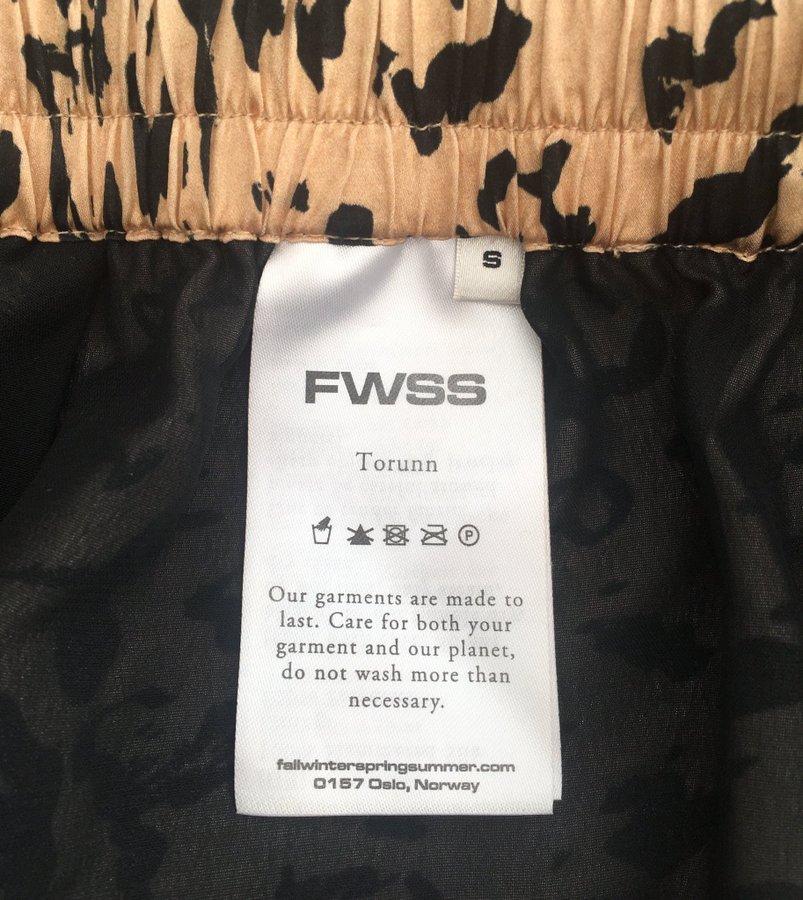 S
FWSS
Torunn
P
Our garments are made to
last. Care for both your
garment and our planet,
do not wash more than
necessary.
fallwinterspringsummer.com
0157 Oslo, Norway